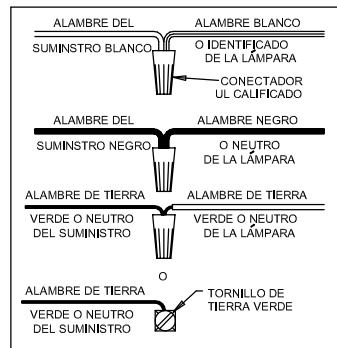 ALAMBRE DEL
SUMINSTRO BLANCO
ALAMBRE BLANCO
O IDENTIFICADO
DE LA LÁMPARA
CONECTADOR
UL CALIFICADO
ALAMBRE DEL
SUMINSTRO NEGRO
ALAMBRE NEGRO
O NEUTRO
DE LA LÁMPARA
ALAMBRE DE TIERRA
VERDE O NEUTRO
DEL SUMINISTRO
ALAMBRE DE TIERRA
VERDE O NEUTRO
DE LA LÁMPARA
O
ALAMBRE DE TIERRA
VERDE O NEUTRO
DEL SUMINISTRO
TORNILLO DE
TIERRA VERDE